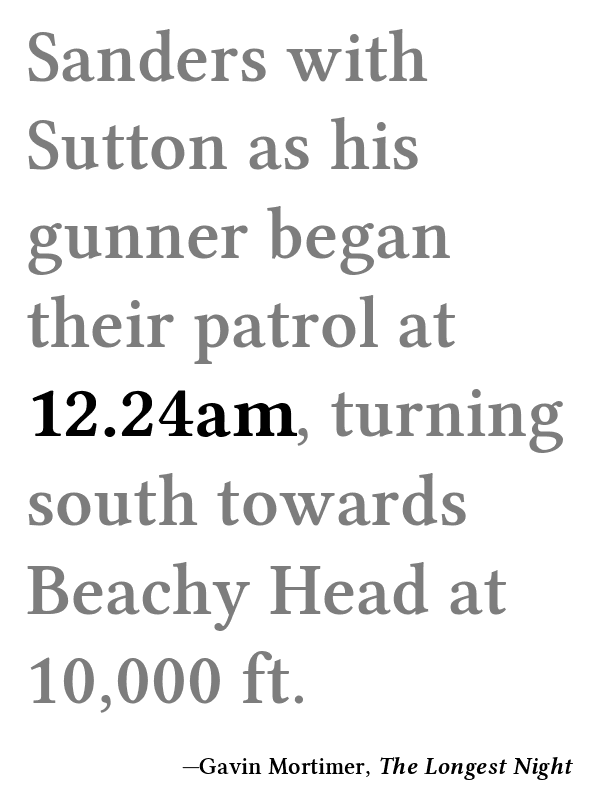 Sanders with
Sutton as his
gunner began
their patrol at
12.24am, turning
south towards
Beachy Head at
10,000 ft.
—Gavin Mortimer, The Longest Night